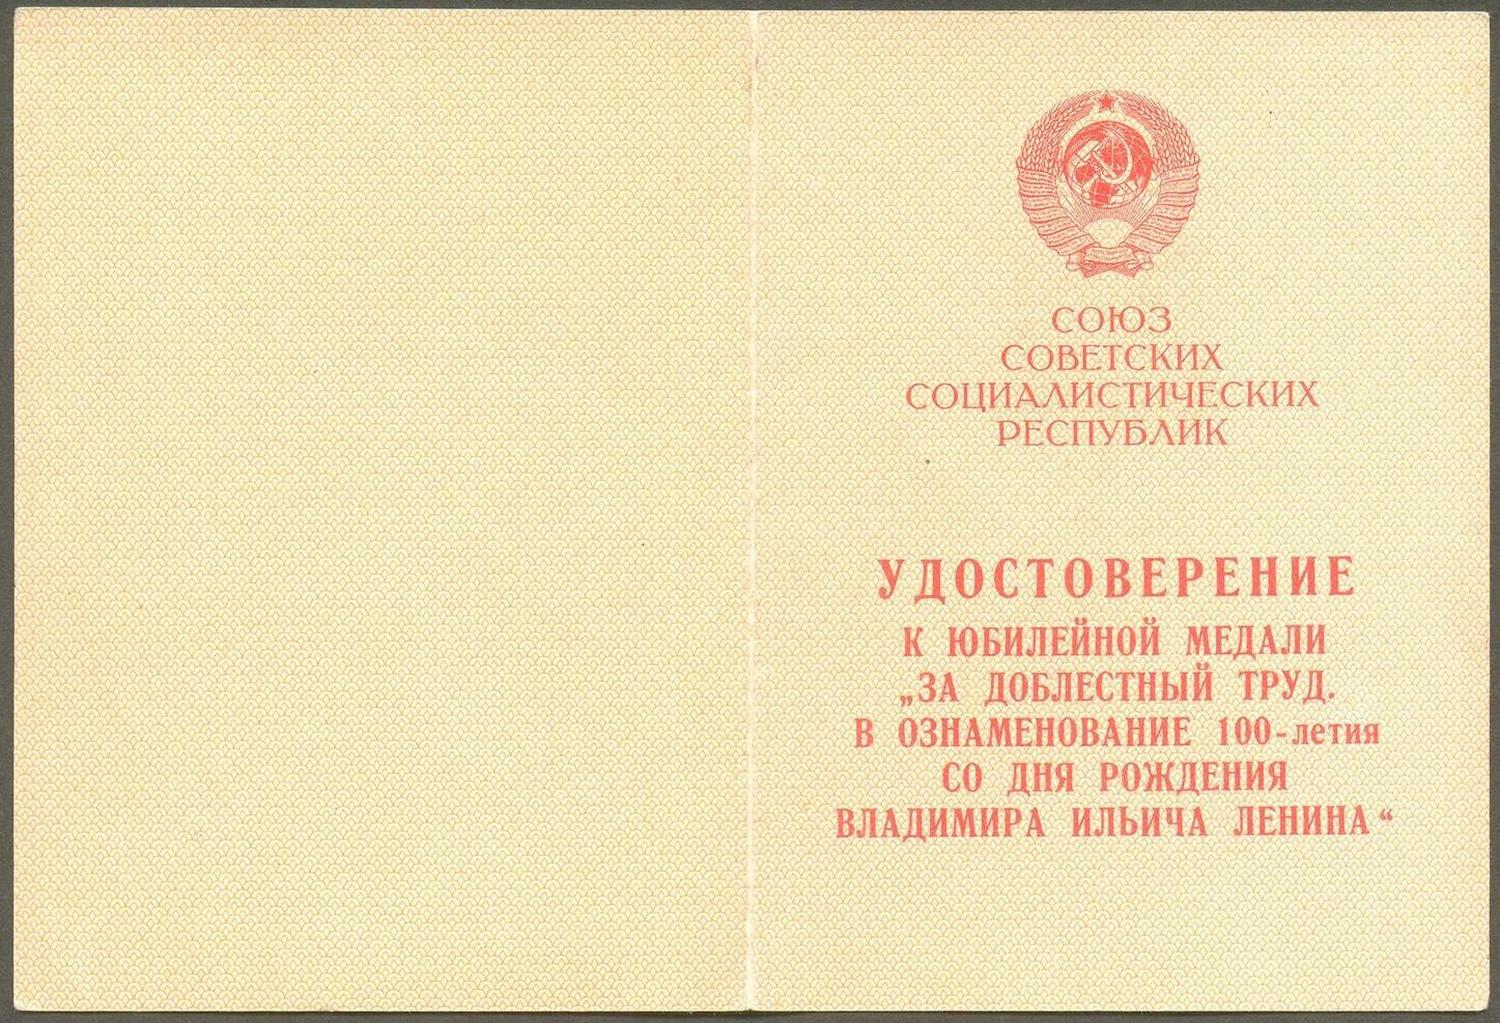 СОЮЗ
СОВЕТСКИХ
СОЦИАЛИСТИЧЕСКИХ
РЕСПУБЛИК
УДОСТОВЕРЕНИЕ
К ЮБИЛЕЙНОЙ МЕДАЛИ
„ЗА ДОБЛЕСТНЫЙ ТРУД.
В ОЗНАМЕНОВАНИЕ 100-летия
СО ДНЯ РОЖДЕНИЯ
ВЛАДИМИРА ИЛЬИЧА ЛЕНИНА“